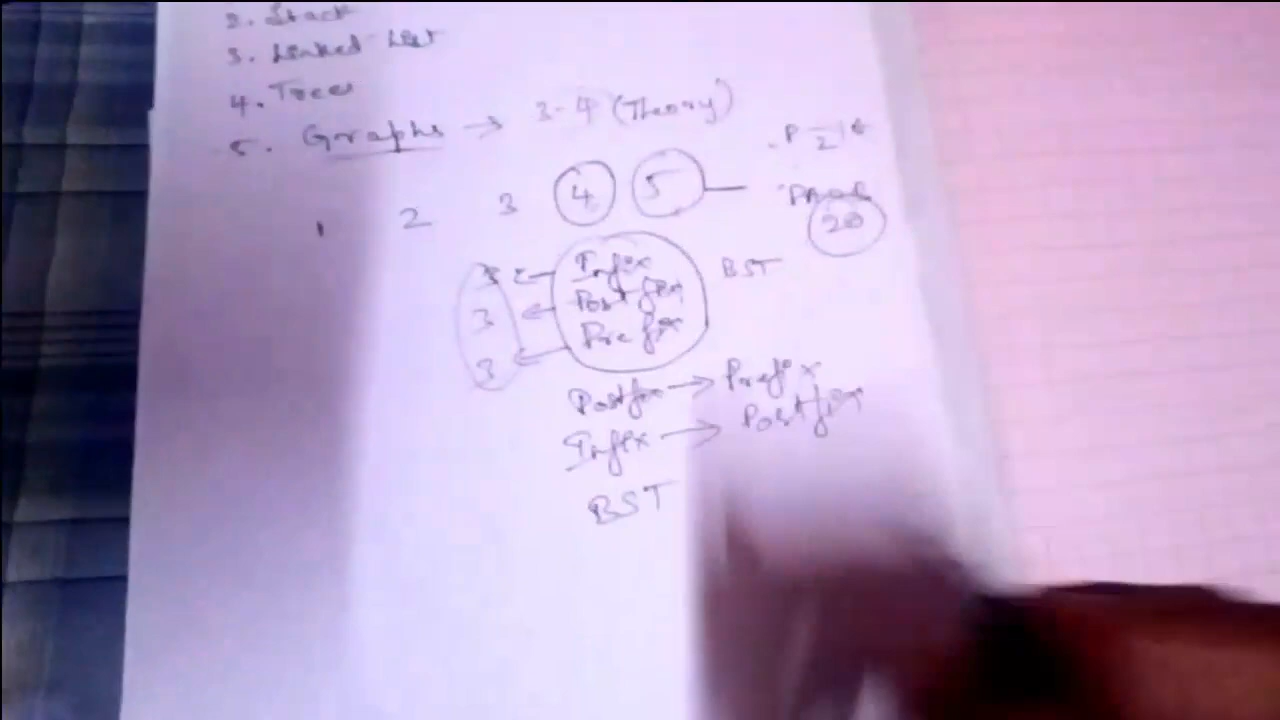 2. Stack
3. Linked List
4. Trees
5. Graphs → 3-4 (Theory)
1 2 3 4 5 —
20
3 ← Infix BST
3 ← Postfix
3 ← Prefix
Postfix → Prefix
Infix → Postfix
BST